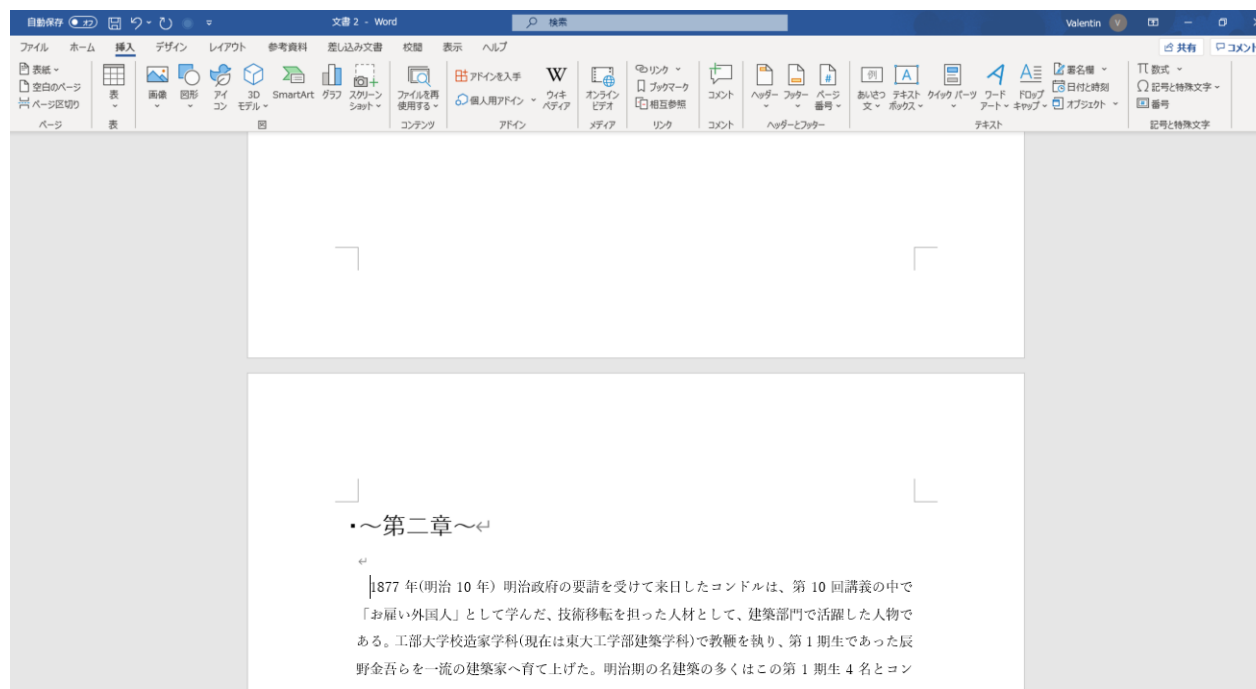 自動保存 オフ 文書 2 - Word 検索 Valentin V
ファイル ホーム 挿入 デザイン レイアウト 参考資料 差し込み文書 校閲 表示 ヘルプ 共有 コメント
表紙
空白のページ
ページ区切り
ページ
表
表
画像
図形
アイコン
3D モデル
SmartArt
グラフ
スクリーンショット
図
ファイルを再使用する
コンテンツ
アドインを入手
個人用アドイン
W
ウィキペディア
アドイン
オンラインビデオ
メディア
リンク
ブックマーク
相互参照
リンク
コメント
コメント
ヘッダー
フッター
ページ番号
ヘッダーとフッター
あいさつ文
テキストボックス
クイック パーツ
ワードアート
ドロップキャップ
署名欄
日付と時刻
オブジェクト
テキスト
数式
記号と特殊文字
番号
記号と特殊文字
～第二章～
1877 年(明治 10 年) 明治政府の要請を受けて来日したコンドルは、第 10 回講義の中で
「お雇い外国人」として学んだ、技術移転を担った人材として、建築部門で活躍した人物で
ある。工部大学校造家学科(現在は東大工学部建築学科)で教鞭を執り、第 1 期生であった辰
野金吾らを一流の建築家へ育て上げた。明治期の名建築の多くはこの第 1 期生 4 名とコン